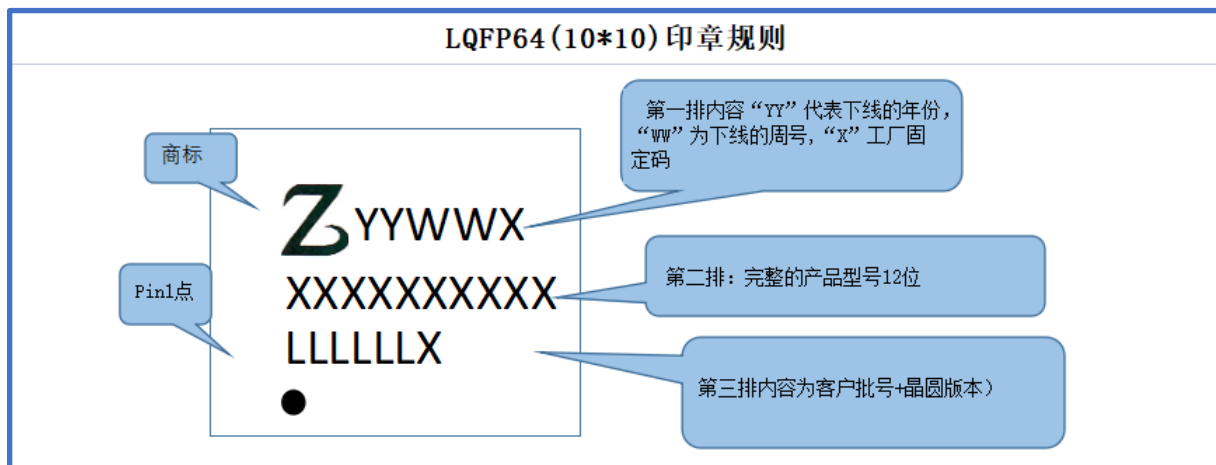 LQFP64(10*10)印章规则
第一排内容“YY”代表下线的年份，
“WW”为下线的周号，“X”工厂固
定码
商标
Z YYWWX
第二排：完整的产品型号12位
Pin1点
XXXXXXXXXX
LLLLLLX
第三排内容为客户批号+晶圆版本）